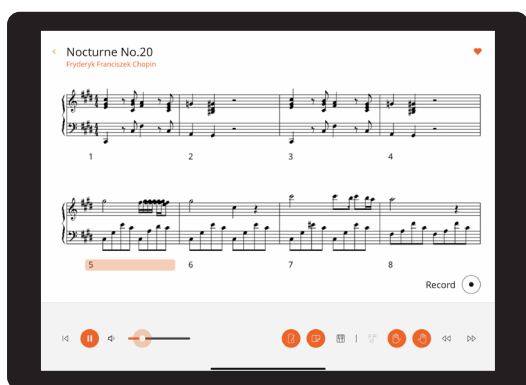 Nocturne No.20
Fryderyk Franciszek Chopin
1 2 3 4
5 6 7 8
Record